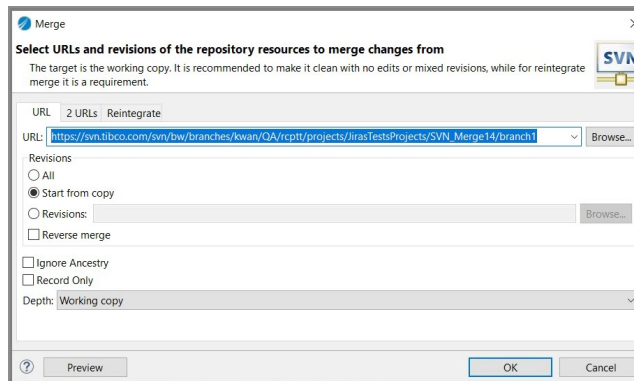 Merge
Select URLs and revisions of the repository resources to merge changes from
The target is the working copy. It is recommended to make it clean with no edits or mixed revisions, while for reintegrate
merge it is a requirement.
SVN
URL 2 URLs Reintegrate
URL: https://svn.tibco.com/svn/bw/branches/kwan/QA/rcptt/projects/JirasTestsProjects/SVN_Merge14/branch1 Browse...
Revisions
All
Start from copy
Revisions: Browse...
Reverse merge
Ignore Ancestry
Record Only
Depth: Working copy
? Preview OK Cancel